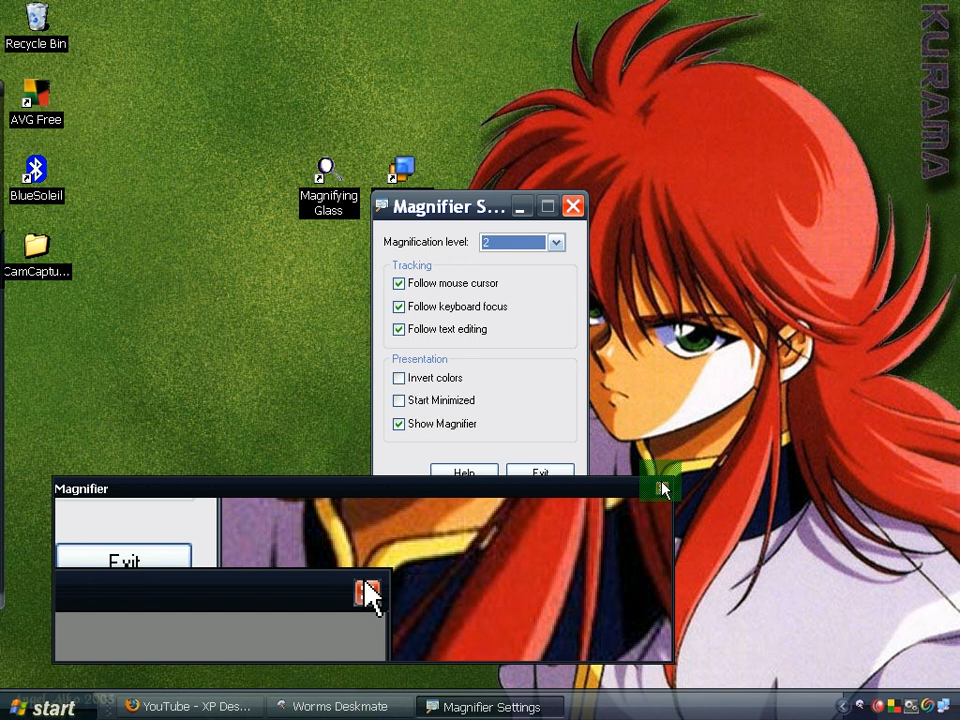 Recycle Bin
AVG Free
BlueSoleil
CamCaptu...
Magnifying
Glass
KURAMA
Magnifier S...
Magnification level:
2
Tracking
Follow mouse cursor
Follow keyboard focus
Follow text editing
Presentation
Invert colors
Start Minimized
Show Magnifier
Help
Exit
Magnifier
Exit
start
YouTube - XP Des...
Worms Deskmate
Magnifier Settings